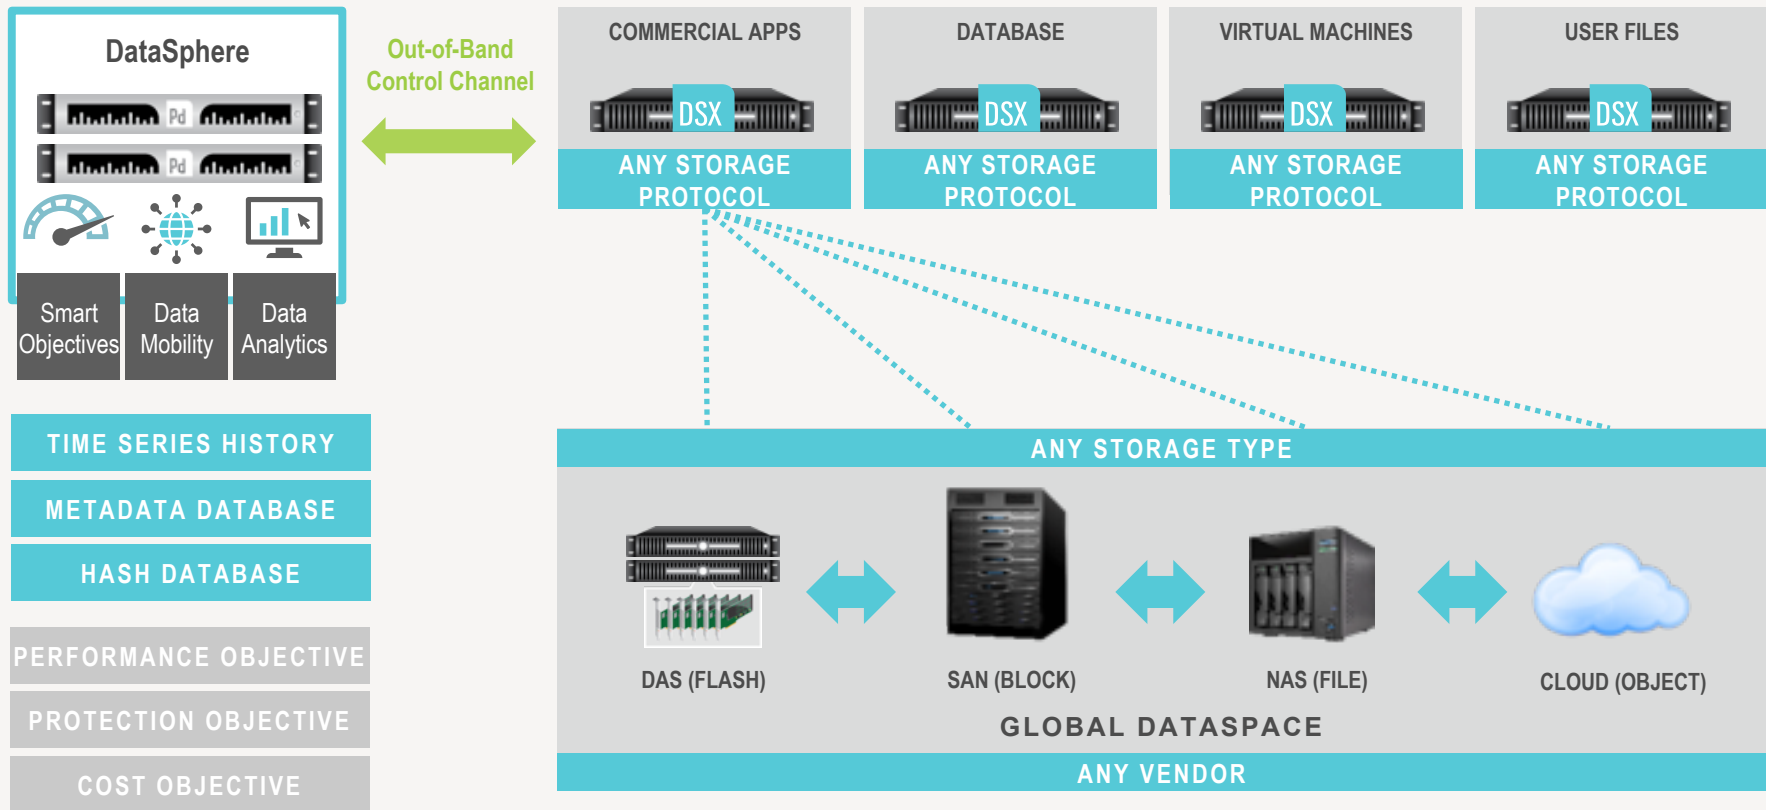 DataSphere
Pd
Pd
Smart
Objectives
Data
Mobility
Data
Analytics
TIME SERIES HISTORY
METADATA DATABASE
HASH DATABASE
PERFORMANCE OBJECTIVE
PROTECTION OBJECTIVE
COST OBJECTIVE
Out-of-Band
Control Channel
COMMERCIAL APPS
DSX
ANY STORAGE
PROTOCOL
DATABASE
DSX
ANY STORAGE
PROTOCOL
VIRTUAL MACHINES
DSX
ANY STORAGE
PROTOCOL
USER FILES
DSX
ANY STORAGE
PROTOCOL
ANY STORAGE TYPE
DAS (FLASH)
SAN (BLOCK)
NAS (FILE)
CLOUD (OBJECT)
GLOBAL DATASPACE
ANY VENDOR